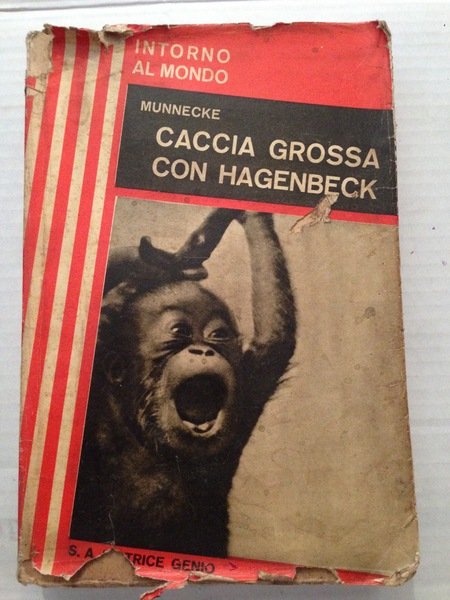 INTORNO
AL MONDO
MUNNECKE
CACCIA GROSSA
CON HAGENBECK
S. A. GENIO